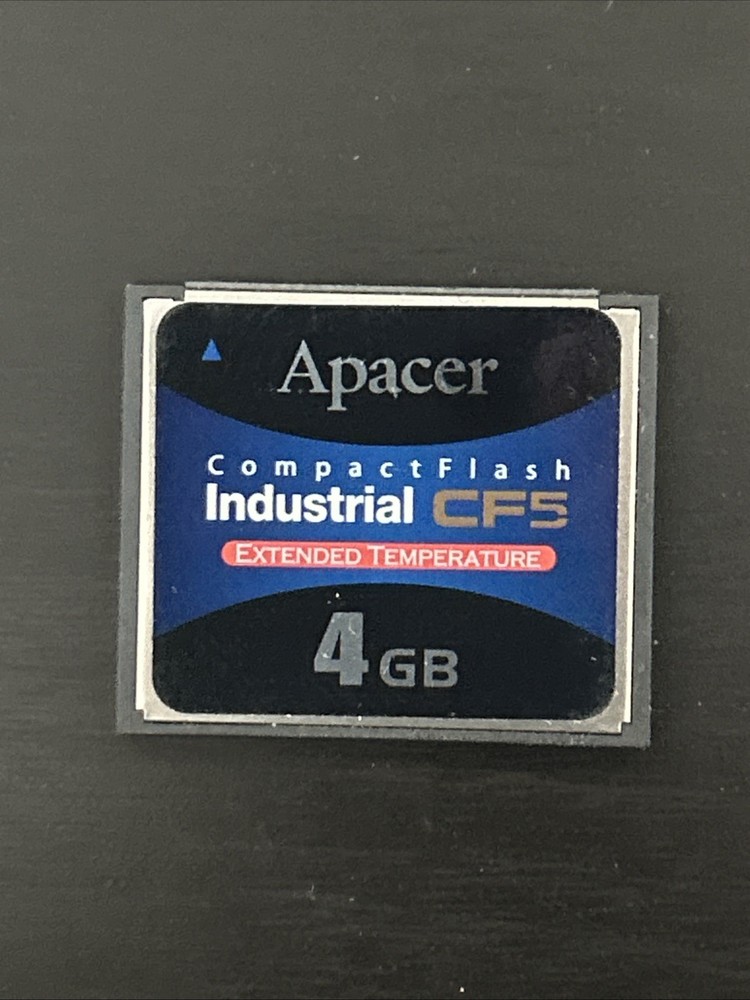 Apacer
CompactFlash
Industrial CF5
EXTENDED TEMPERATURE
4GB